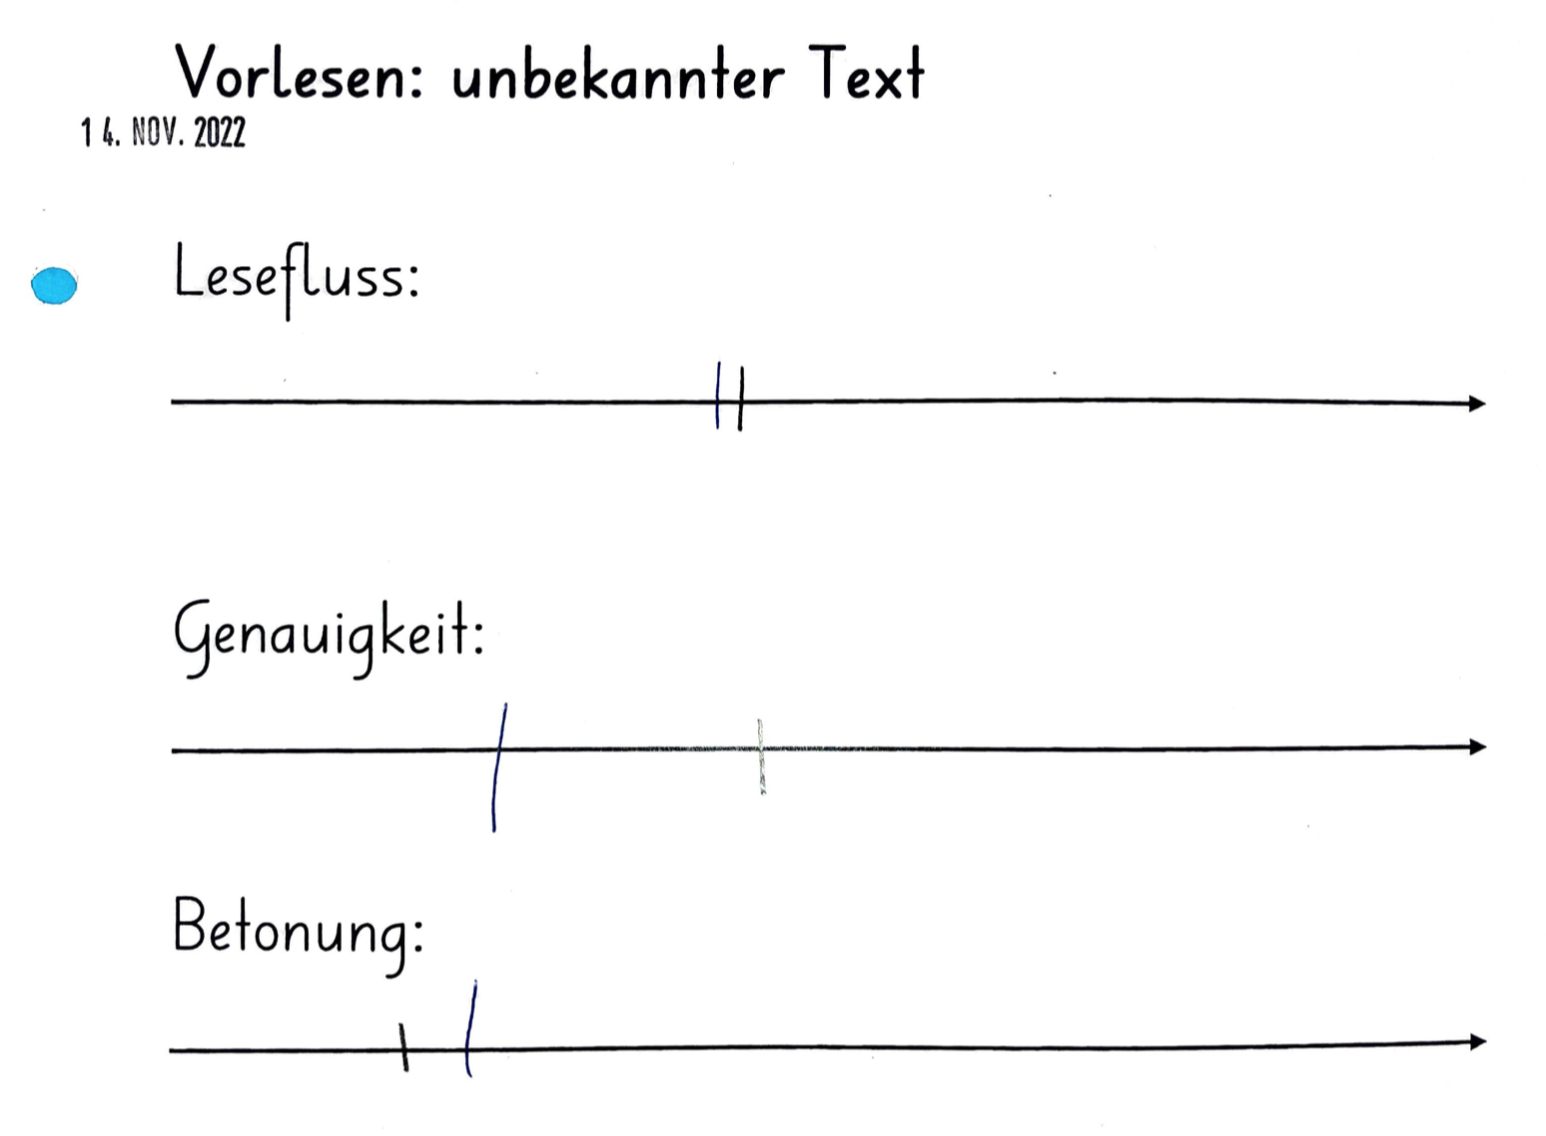 Vorlesen: unbekannter Text
14. NOV. 2022
Lesefluss:
Genauigkeit:
Betonung: